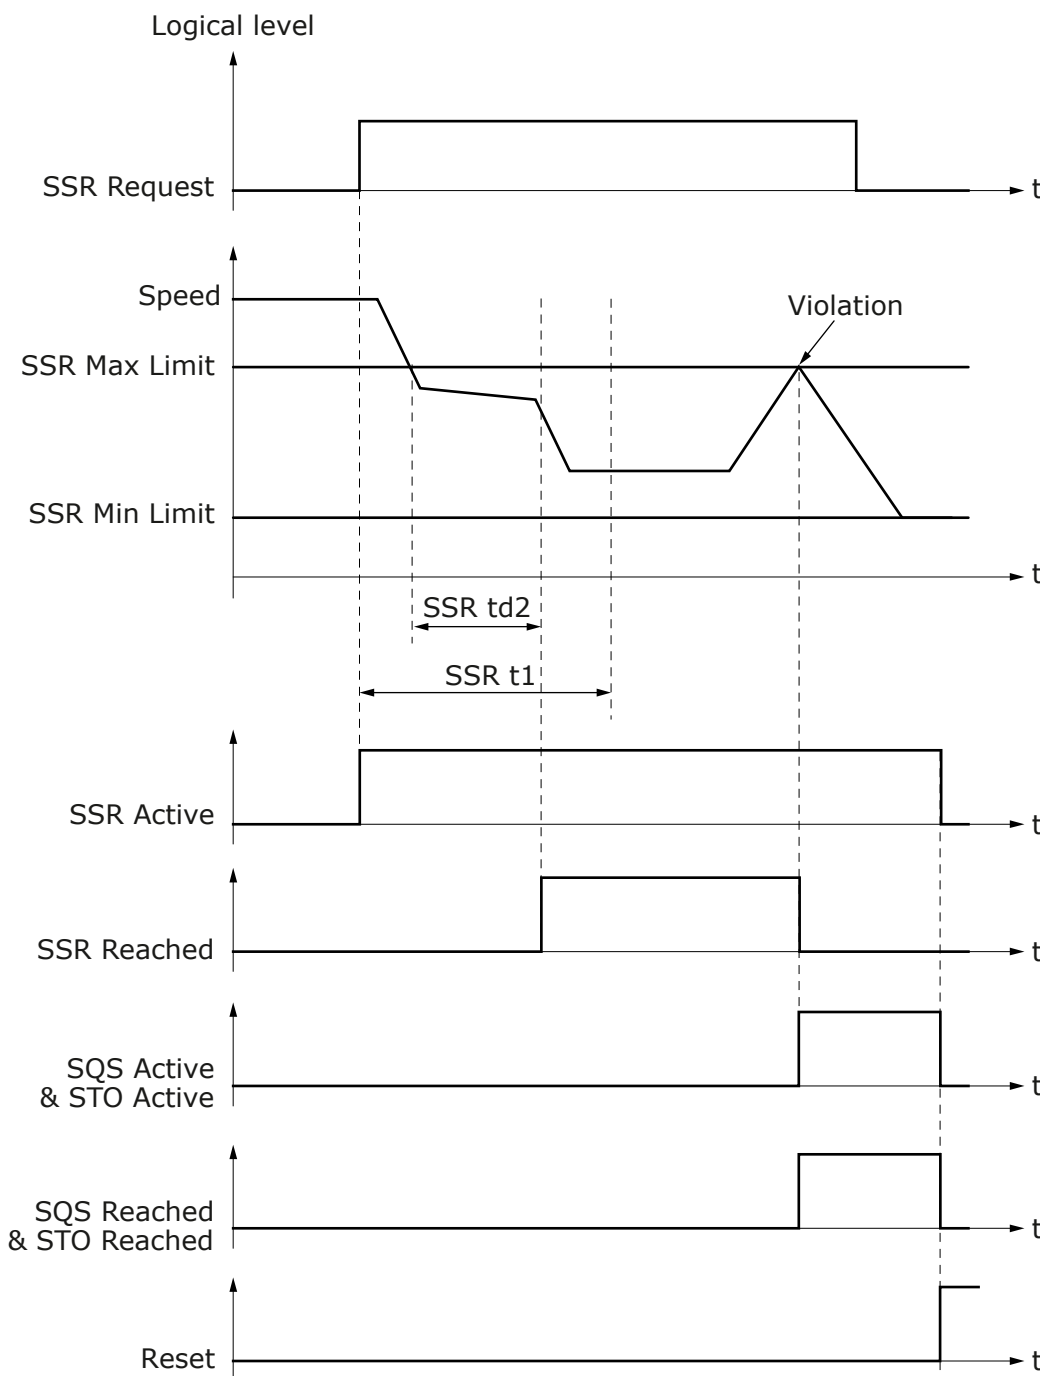 Logical level
SSR Request
t
Speed
Violation
SSR Max Limit
SSR Min Limit
t
SSR td2
SSR t1
SSR Active
t
SSR Reached
t
SQS Active
& STO Active
t
SQS Reached
& STO Reached
t
Reset
t